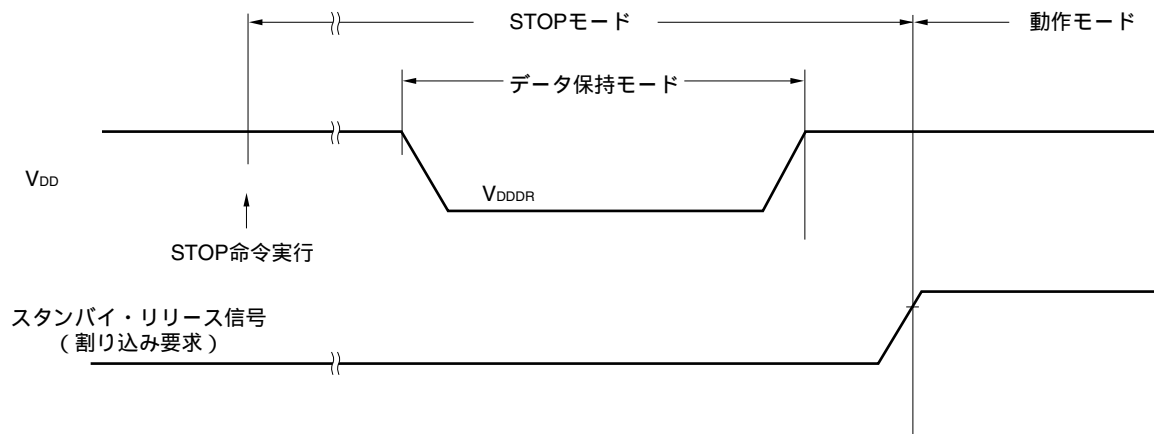 STOPモード
動作モード
データ保持モード
VDD
VDDDR
STOP命令実行
スタンバイ・リリース信号
(割り込み要求)